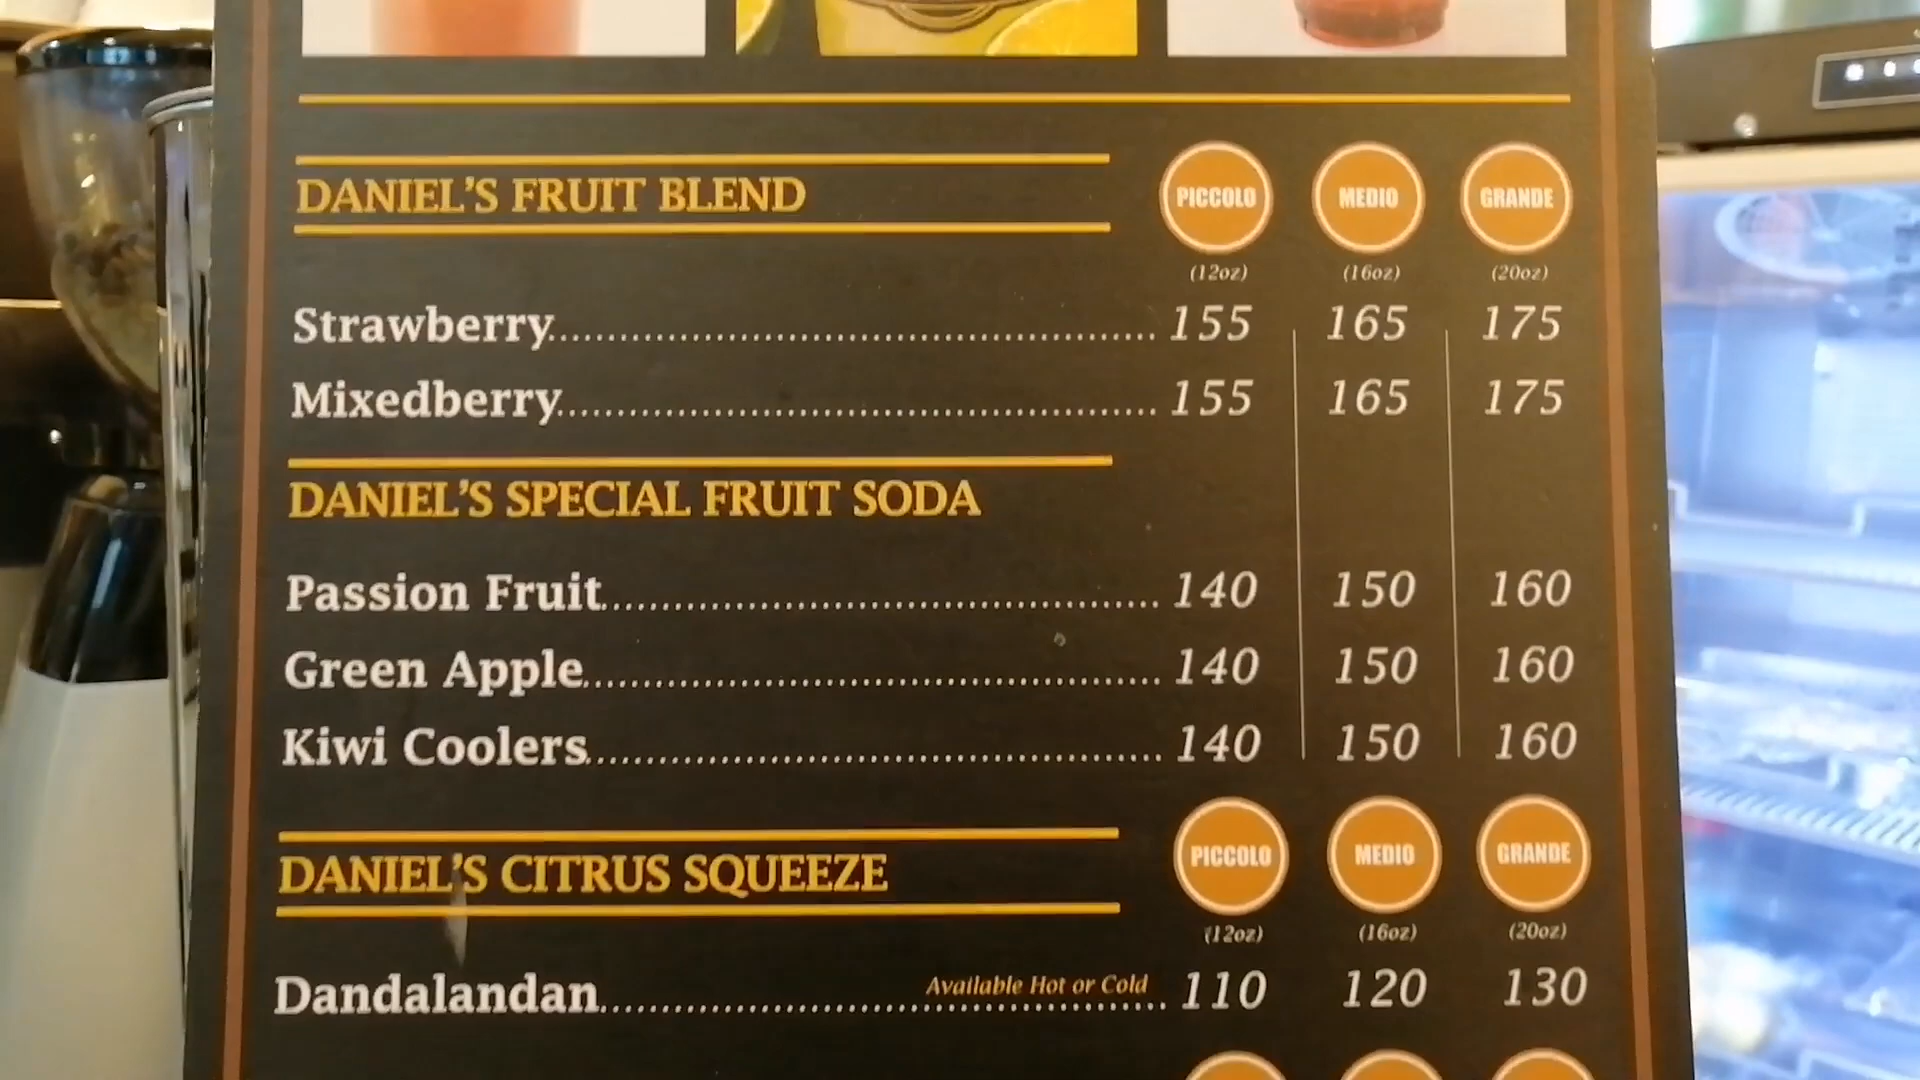 DANIEL'S FRUIT BLEND PICCOLO MEDIO GRANDE
(12oz) (16oz) (20oz)
Strawberry 155 165 175
Mixedberry 155 165 175
DANIEL'S SPECIAL FRUIT SODA
Passion Fruit 140 150 160
Green Apple 140 150 160
Kiwi Coolers 140 150 160
DANIEL'S CITRUS SQUEEZE PICCOLO MEDIO GRANDE
(12oz) (16oz) (20oz)
Dandalandan Available Hot or Cold 110 120 130